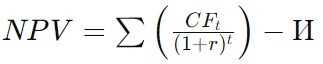 NPV = ∑ (CFₜ / (1+r)ᵗ) − И